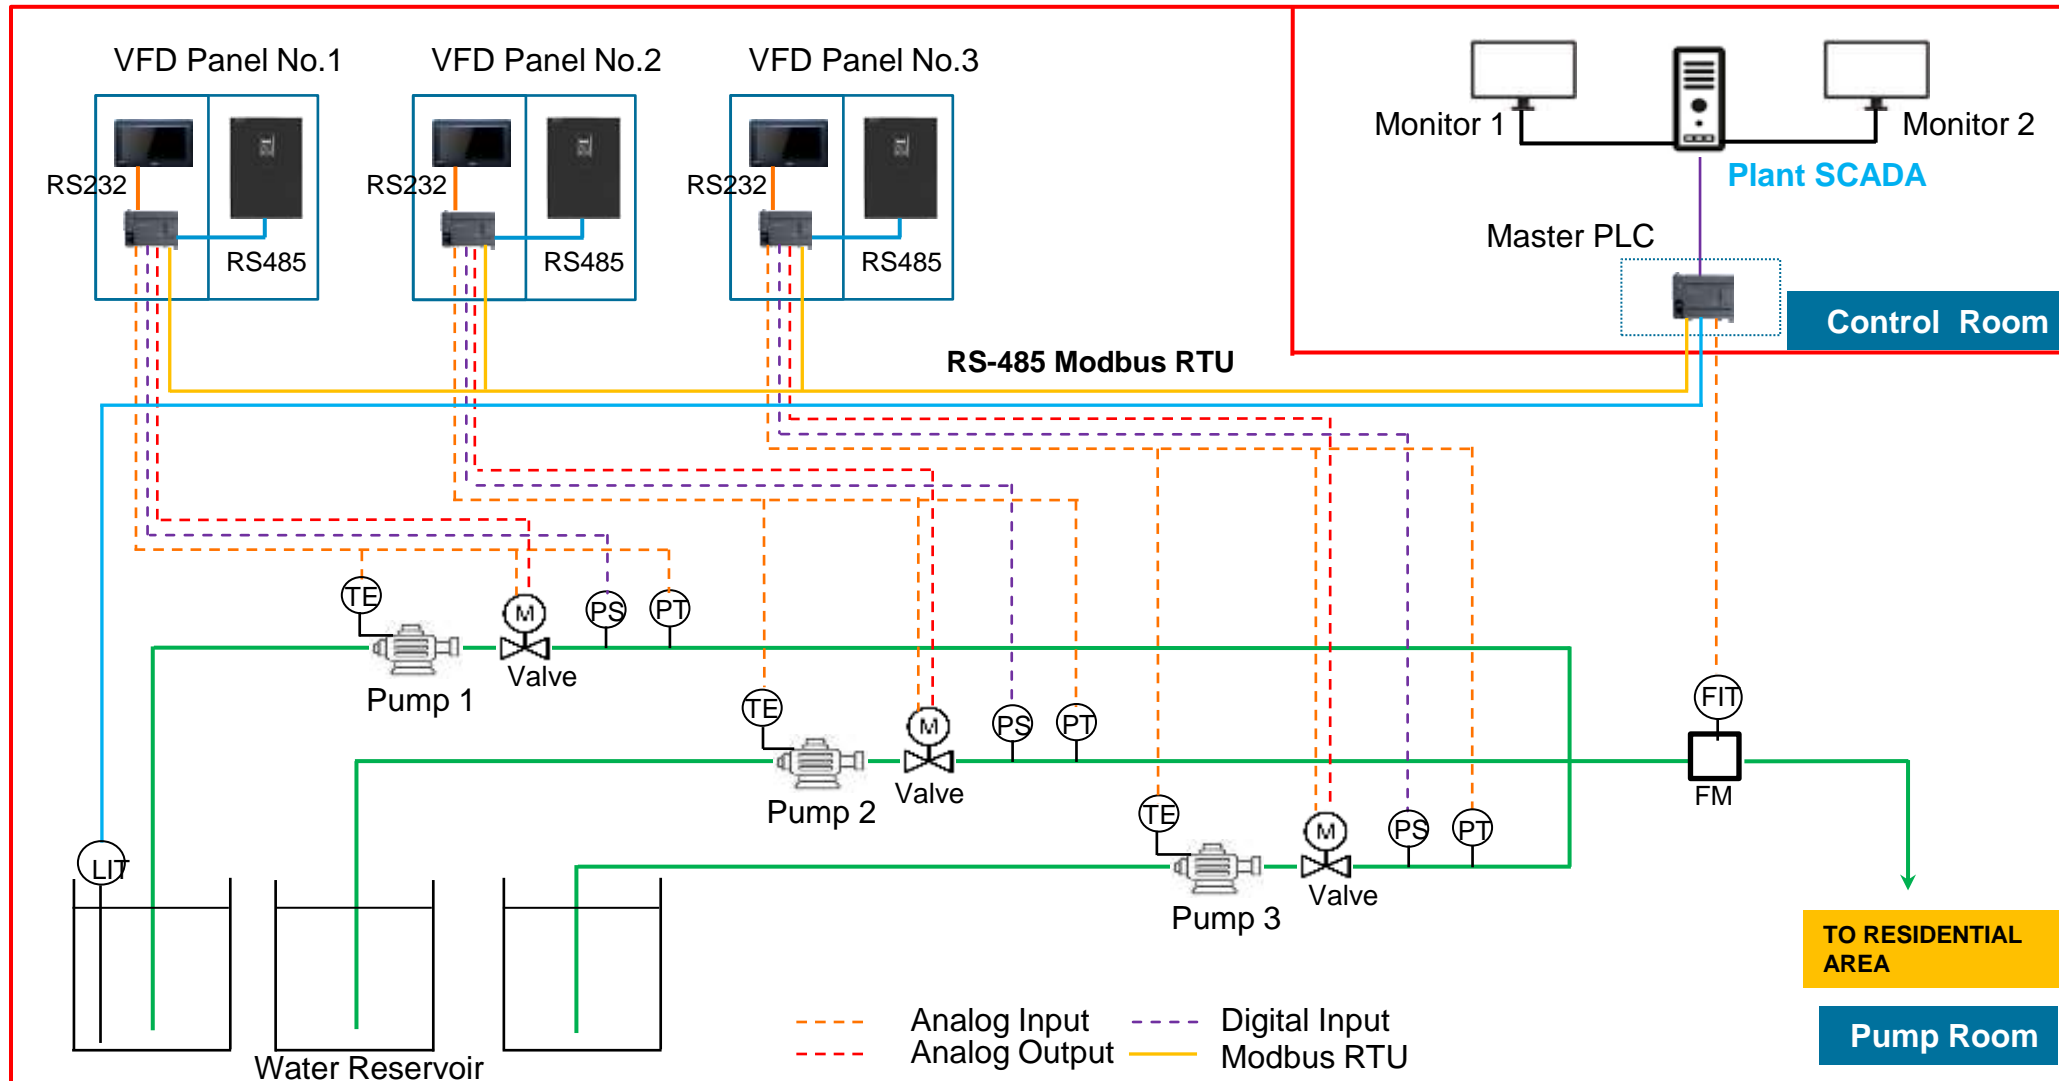 VFD Panel No.1
VFD Panel No.2
VFD Panel No.3
Monitor 1
Monitor 2
Plant SCADA
RS232
RS232
RS232
RS485
RS485
RS485
Master PLC
Control Room
RS-485 Modbus RTU
TE
M
PS
PT
Valve
Pump 1
TE
M
PS
PT
Valve
Pump 2
FIT
FM
TE
M
PS
PT
Valve
Pump 3
LIT
Water Reservoir
TO RESIDENTIAL
AREA
Analog Input
Digital Input
Analog Output
Modbus RTU
Pump Room